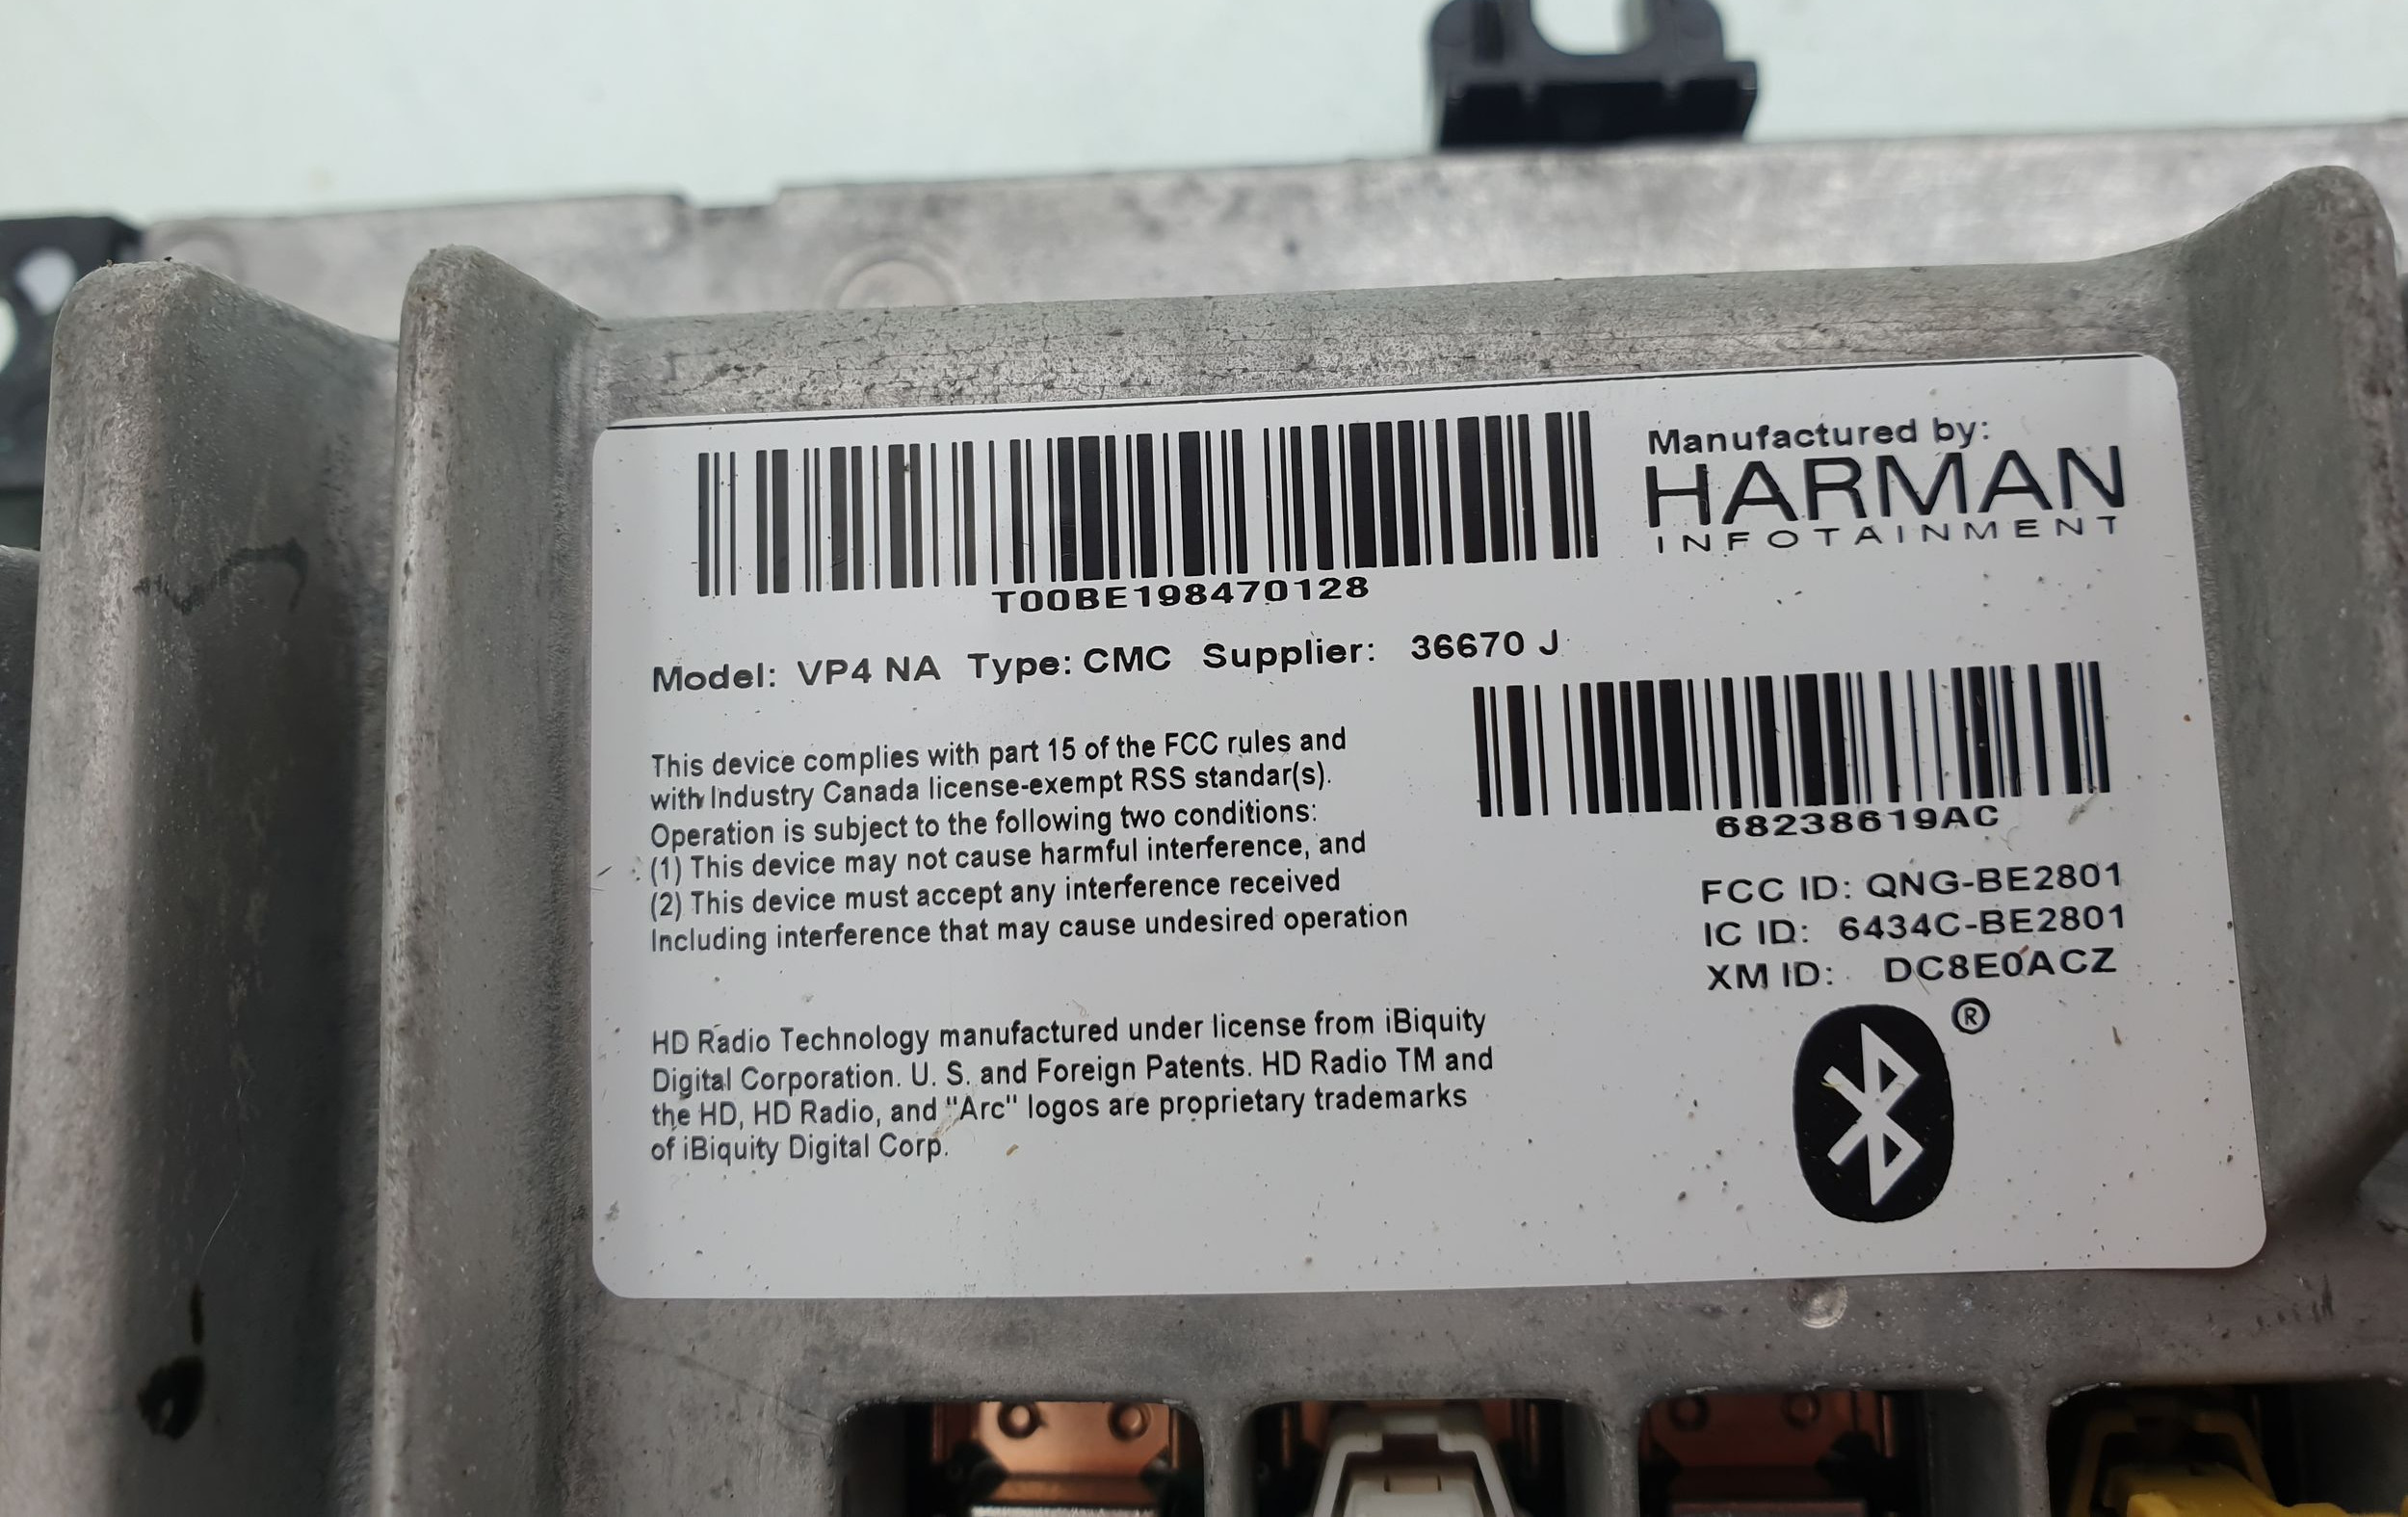 Manufactured by:
HARMAN
INFOTAINMENT
T00BE198470128
Model: VP4 NA Type: CMC Supplier: 36670 J
This device complies with part 15 of the FCC rules and
with Industry Canada license-exempt RSS standar(s).
Operation is subject to the following two conditions:
(1) This device may not cause harmful interference, and
(2) This device must accept any interference received
Including interference that may cause undesired operation
68238619AC
FCC ID: QNG-BE2801
IC ID: 6434C-BE2801
XM ID: DC8E0ACZ
®
HD Radio Technology manufactured under license from iBiquity
Digital Corporation. U. S. and Foreign Patents. HD Radio TM and
the HD, HD Radio, and "Arc" logos are proprietary trademarks
of iBiquity Digital Corp.